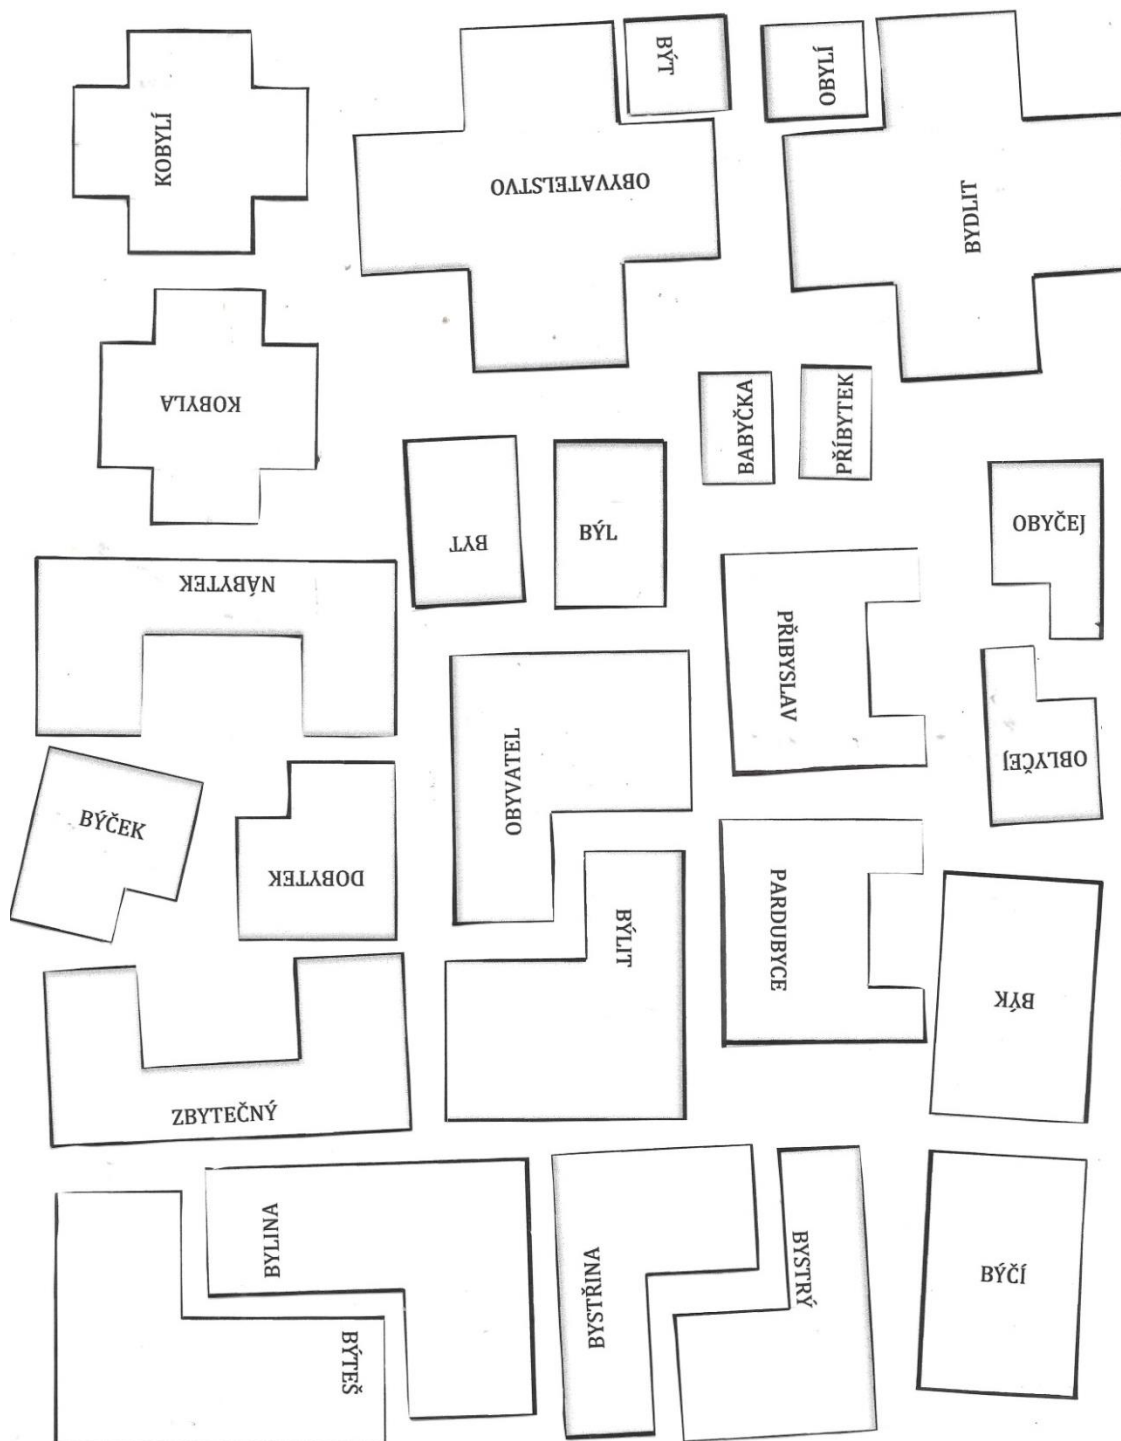 KOBYLÍ
OBYVATELSTVO
BÝT
OBYLÍ
BYDLIT
KOBYLA
BABYČKA
PŘÍBYTEK
BYT
BÝL
OBYČEJ
NÁBYTEK
PŘIBYSLAV
OBYVATEL
OBLYČEJ
BÝČEK
DOBYTEK
BÝLIT
PARDUBYCE
BÝK
ZBYTEČNÝ
BYLINA
BYSTŘINA
BYSTRÝ
BÝČÍ
BÝTEŠ